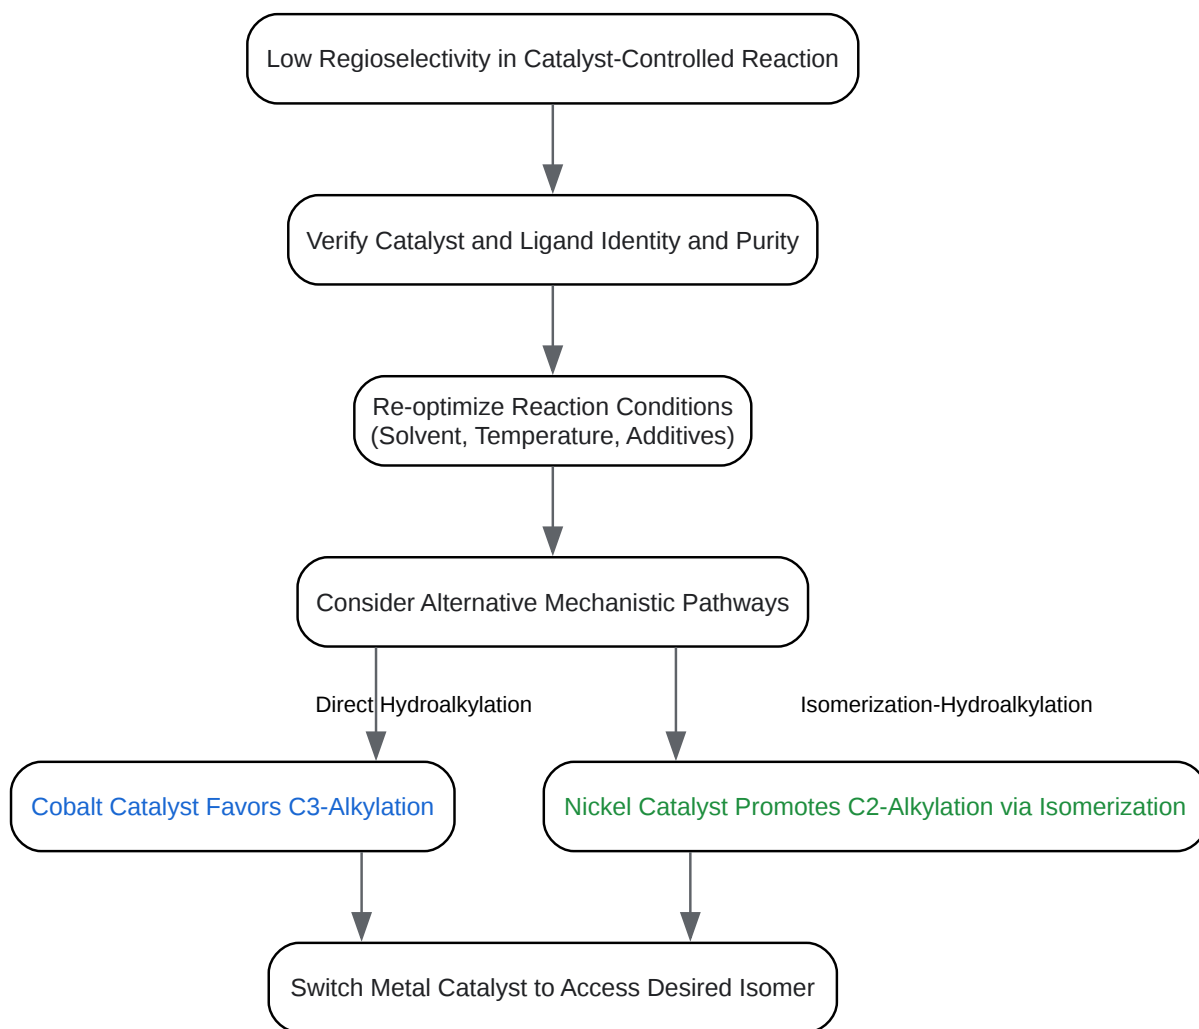 Low Regioselectivity in Catalyst-Controlled Reaction
Verify Catalyst and Ligand Identity and Purity
Re-optimize Reaction Conditions
(Solvent, Temperature, Additives)
Consider Alternative Mechanistic Pathways
Direct Hydroalkylation
Isomerization-Hydroalkylation
Cobalt Catalyst Favors C3-Alkylation
Nickel Catalyst Promotes C2-Alkylation via Isomerization
Switch Metal Catalyst to Access Desired Isomer